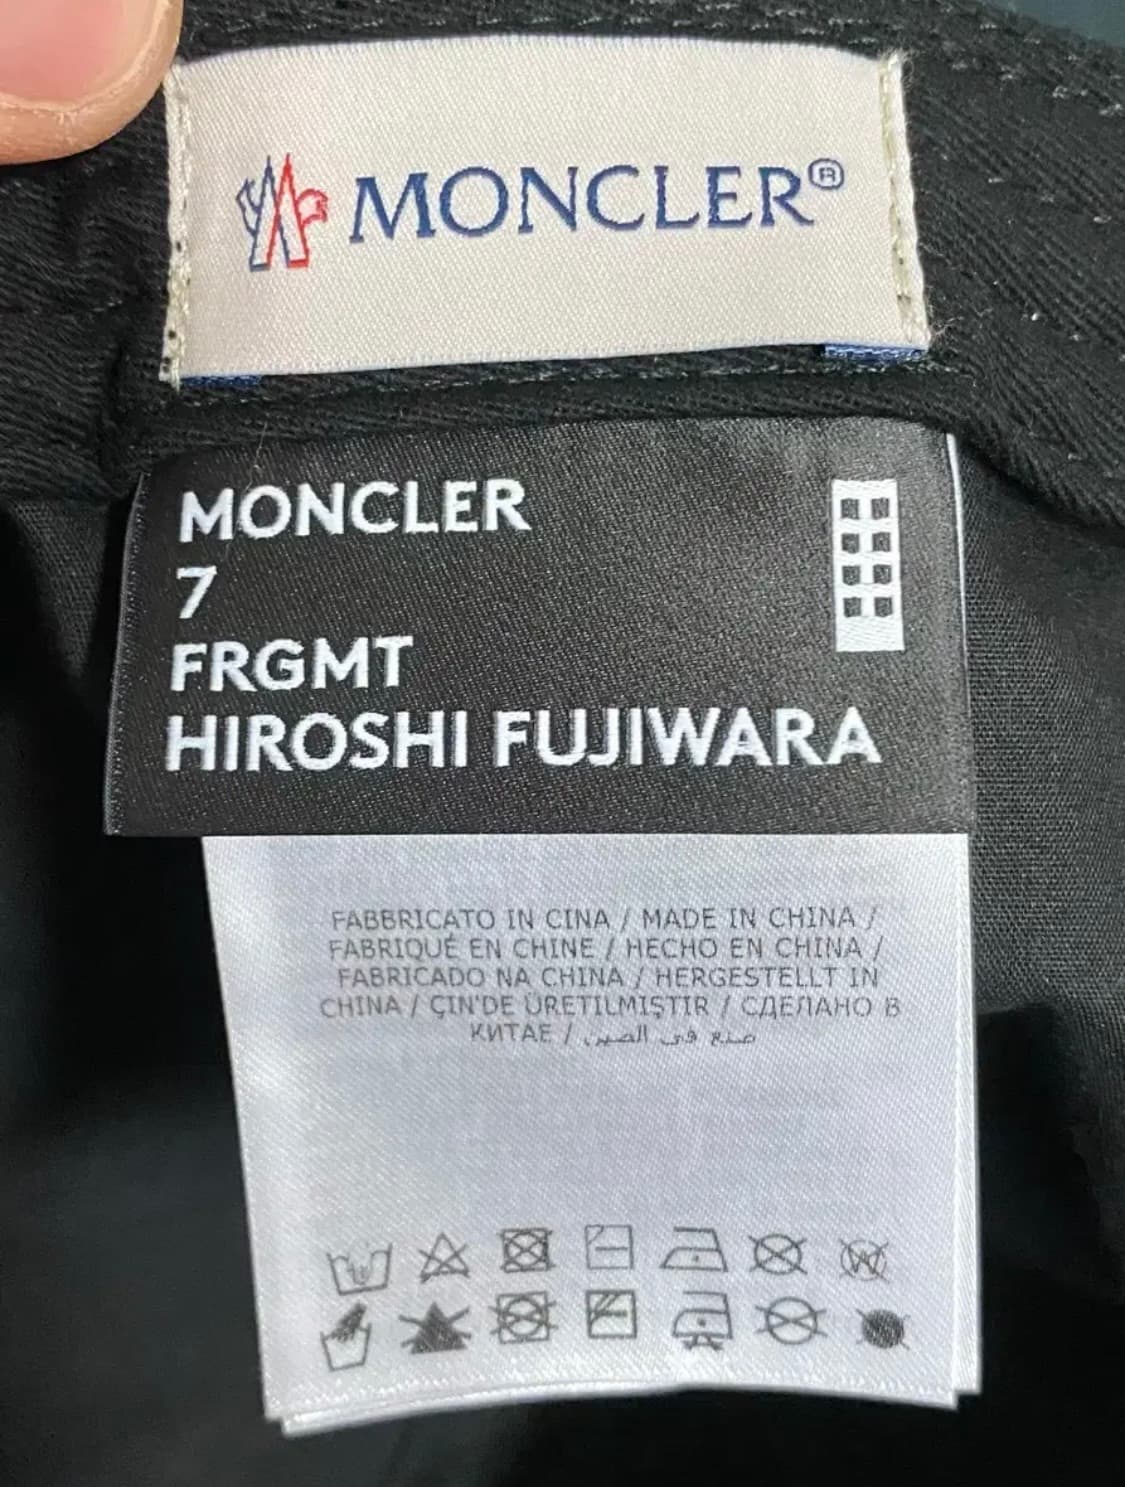 MONCLER®
MONCLER
7
FRGMT
HIROSHI FUJIWARA
FABBRICATO IN CINA / MADE IN CHINA /
FABRIQUÉ EN CHINE / HECHO EN CHINA /
FABRICADO NA CHINA / HERGESTELLT IN
CHINA / ÇIN'DE ÜRETILMIŞTIR / СДЕЛАНО В
КИТАЕ / صنع في الصين
W